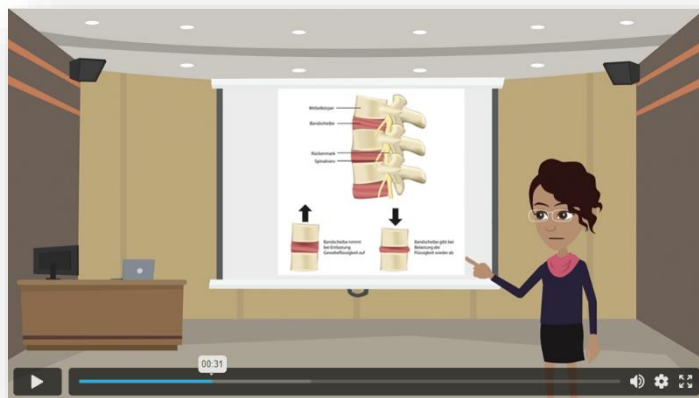 Wirbelkörper
Bandscheibe
Rückenmark
Spinalnerv
Bandscheibe nimmt
bei Entlastung
Gewebeflüssigkeit auf
Bandscheibe gibt bei
Belastung die
Flüssigkeit wieder ab
00:31